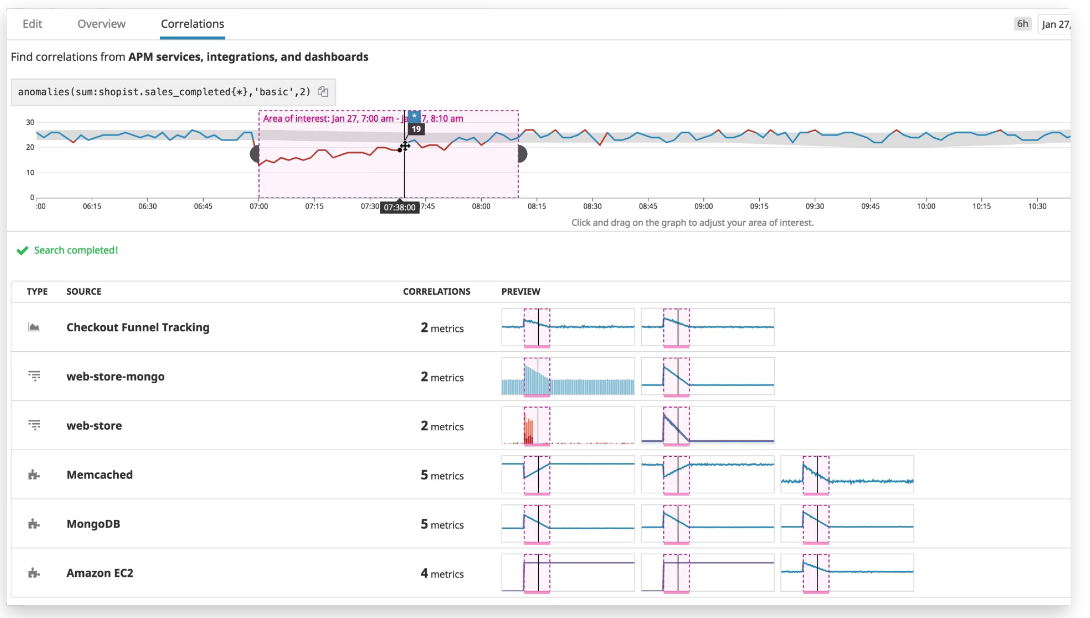 Edit Overview Correlations 6h Jan 27,
Find correlations from APM services, integrations, and dashboards
anomalies(sum:shopist.sales_completed{*},'basic',2)
Area of interest: Jan 27, 7:00 am - Ja 7, 8:10 am
*
19
30
20
10
0
:00 06:15 06:30 06:45 07:00 07:15 07:30 07:38:00 7:45 08:00 08:15 08:30 08:45 09:00 09:15 09:30 09:45 10:00 10:15 10:30
Click and drag on the graph to adjust your area of interest.
Search completed!
TYPE SOURCE CORRELATIONS PREVIEW
Checkout Funnel Tracking 2 metrics
web-store-mongo 2 metrics
web-store 2 metrics
Memcached 5 metrics
MongoDB 5 metrics
Amazon EC2 4 metrics